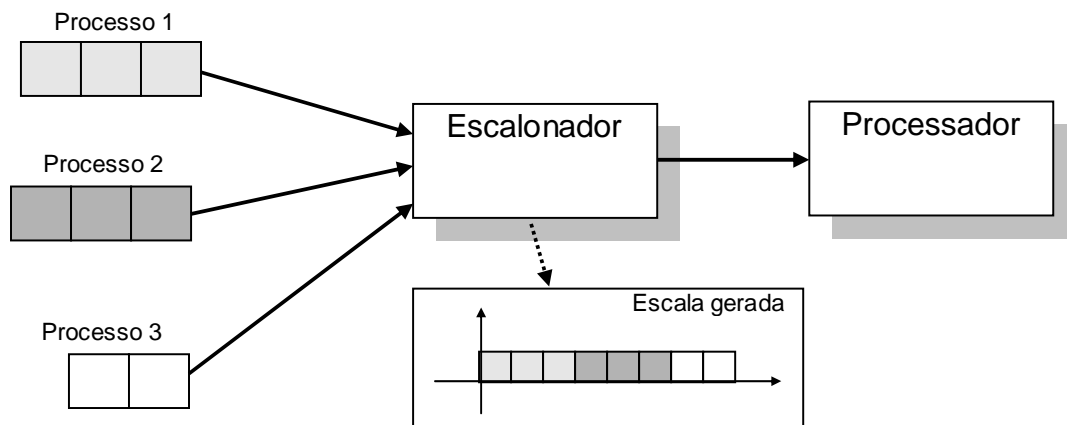 Processo 1
Escalonador
Processador
Processo 2
Escala gerada
Processo 3